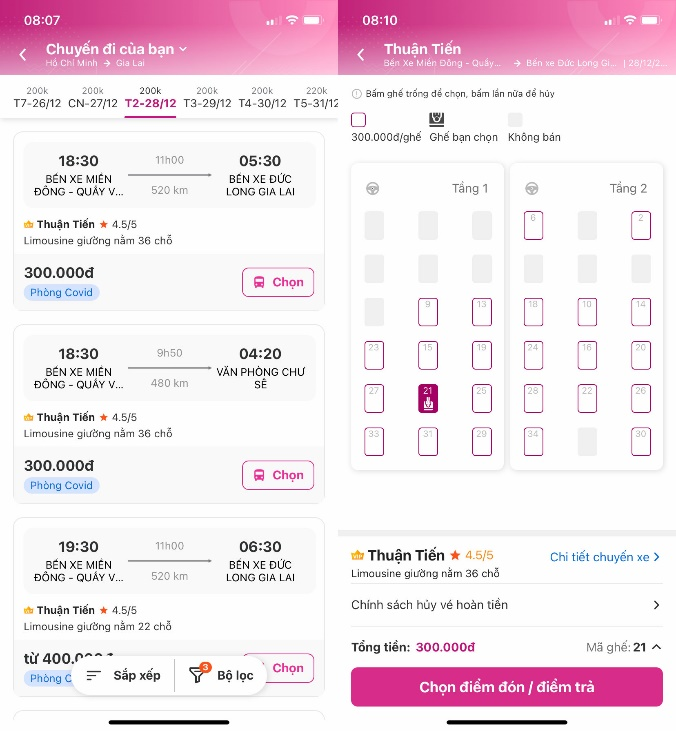 08:07
Chuyến đi của bạn
Hồ Chí Minh → Gia Lai
200k 200k 200k 200k 200k 220k
T7-26/12 CN-27/12 T2-28/12 T3-29/12 T4-30/12 T5-31/12
18:30 11h00 05:30
BẾN XE MIỀN ĐÔNG - QUẦY V... 520 km BẾN XE ĐỨC LONG GIA LAI
Thuận Tiến ★ 4.5/5
Limousine giường nằm 36 chỗ
300.000đ
Phòng Covid
Chọn
18:30 9h50 04:20
BẾN XE MIỀN ĐÔNG - QUẦY V... 480 km VĂN PHÒNG CHƯ SÊ
Thuận Tiến ★ 4.5/5
Limousine giường nằm 36 chỗ
300.000đ
Phòng Covid
Chọn
19:30 11h00 06:30
BẾN XE MIỀN ĐÔNG - QUẦY V... 520 km BẾN XE ĐỨC LONG GIA LAI
Thuận Tiến ★ 4.5/5
Limousine giường nằm 22 chỗ
từ 400.00
Phòng C
Chọn
Sắp xếp
3
Bộ lọc
08:10
Thuận Tiến
Bến Xe Miền Đông - Quầy... → Bến xe Đức Long Gi... | 28/12/2...
Bấm ghế trống để chọn, bấm lần nữa để hủy
300.000đ/ghế Ghế bạn chọn Không bán
Tầng 1
9 13
23 15 19
27 21 25
33 31 29
Tầng 2
6 2
18 10 14
24 16 20
28 22 26
34 30
Thuận Tiến ★ 4.5/5
Chi tiết chuyến xe
Limousine giường nằm 36 chỗ
Chính sách hủy vé hoàn tiền
Tổng tiền: 300.000đ Mã ghế: 21
Chọn điểm đón / điểm trả